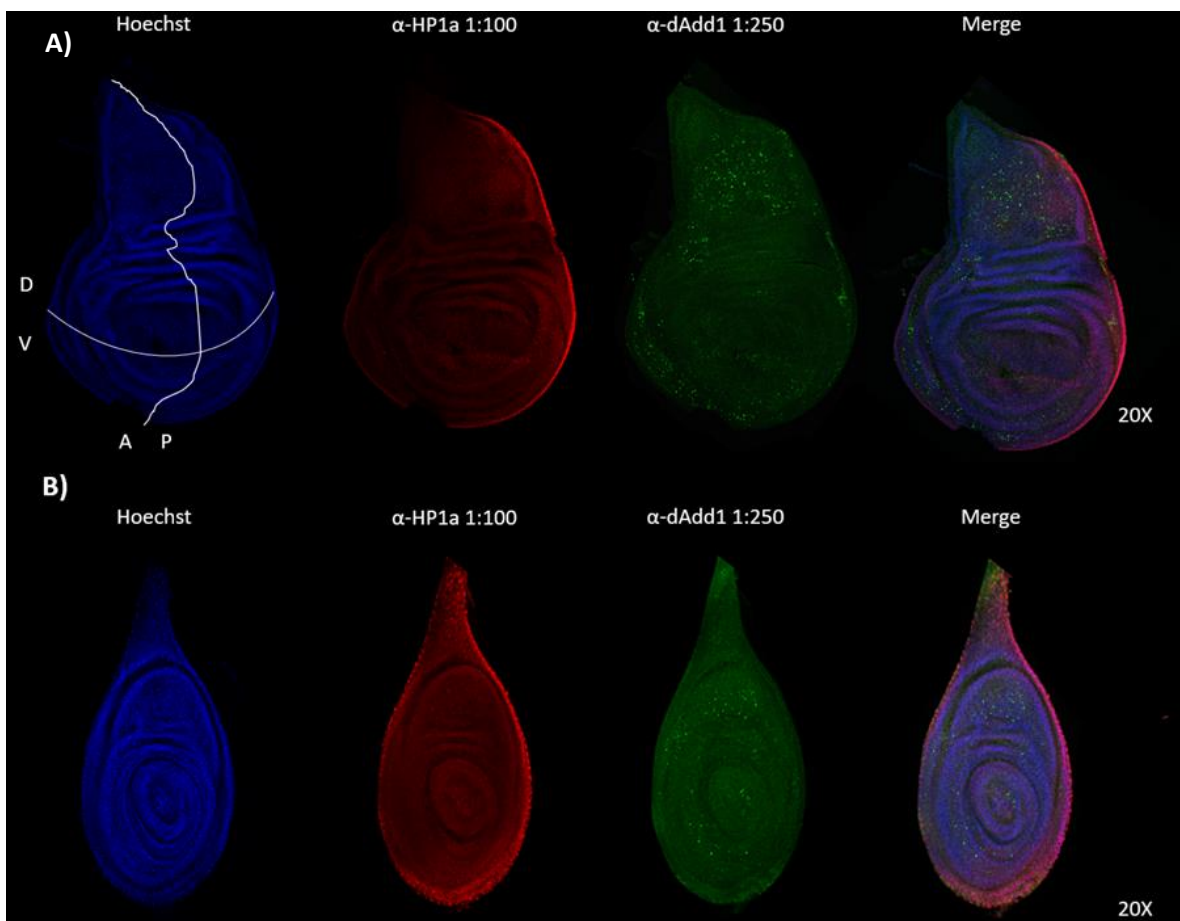 A)
Hoechst
α-HP1a 1:100
α-dAdd1 1:250
Merge
D
V
A P
20X
B)
Hoechst
α-HP1a 1:100
α-dAdd1 1:250
Merge
20X